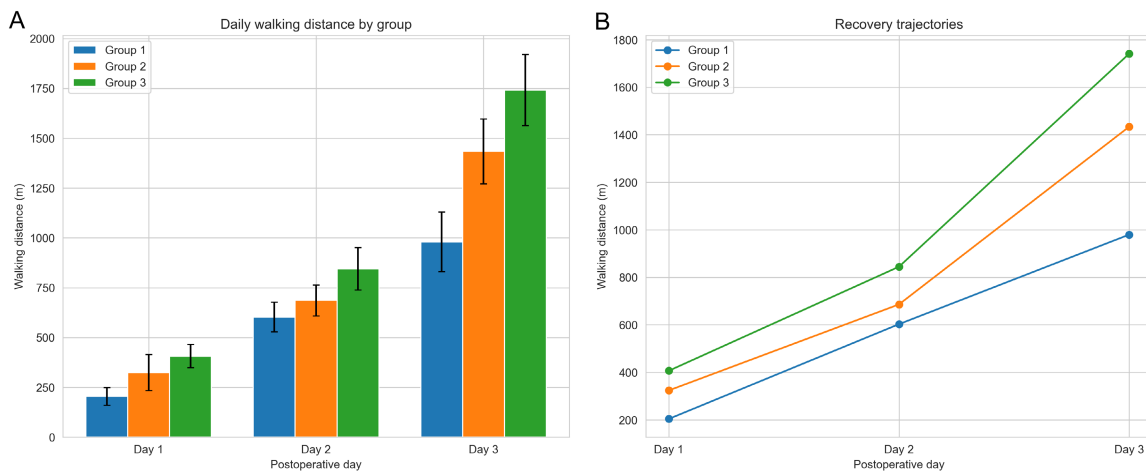 A
Daily walking distance by group
2000
1750
1500
1250
1000
750
500
250
0
Walking distance (m)
Group 1
Group 2
Group 3
Day 1
Day 2
Day 3
Postoperative day
B
Recovery trajectories
1800
1600
1400
1200
1000
800
600
400
200
Walking distance (m)
Group 1
Group 2
Group 3
Day 1
Day 2
Day 3
Postoperative day